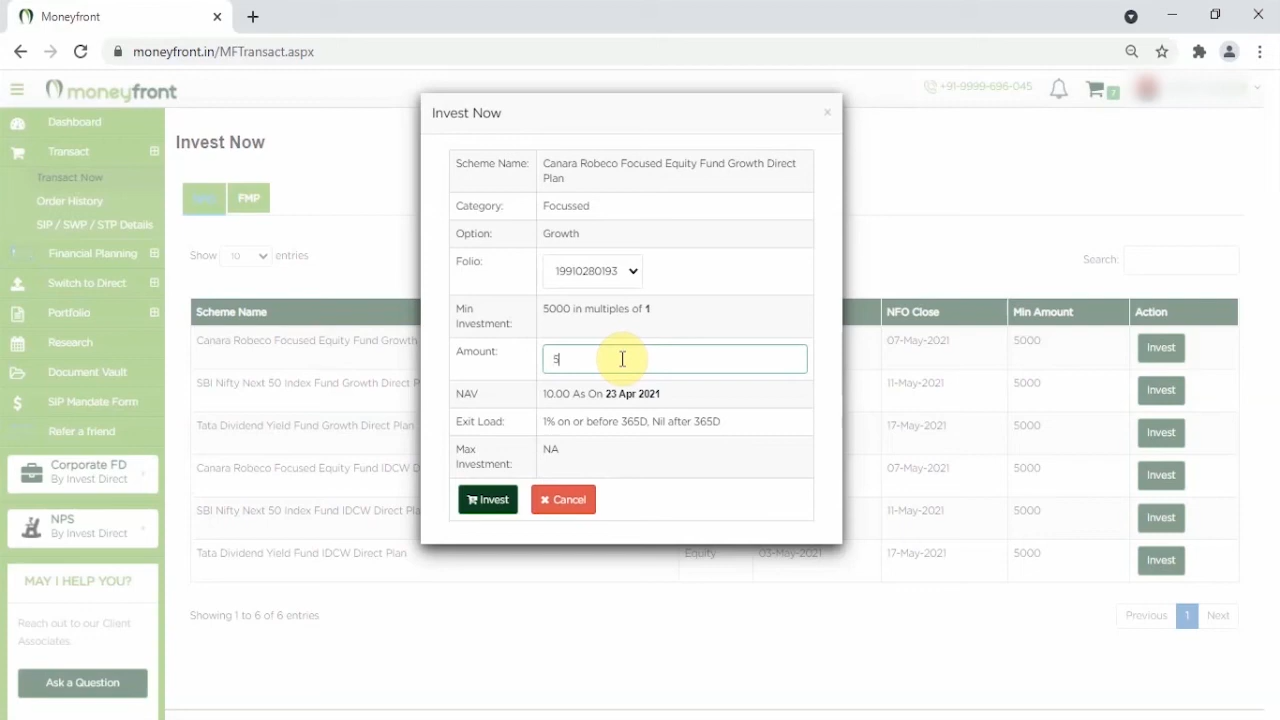 Moneyfront
moneyfront.in/MFTransact.aspx
moneyfront
+91-9999-696-045
7
Dashboard
Transact
Transact Now
Order History
SIP / SWP / STP Details
Financial Planning
Switch to Direct
Portfolio
Research
Document Vault
SIP Mandate Form
Refer a friend
Corporate FD
By Invest Direct
NPS
By Invest Direct
MAY I HELP YOU?
Reach out to our Client
Associates
Ask a Question
Invest Now
FMP
Show 10 entries
Search:
Scheme Name NFO Close Min Amount Action
Canara Robeco Focused Equity Fund Growth 07-May-2021 5000 Invest
SBI Nifty Next 50 Index Fund Growth Direct P 11-May-2021 5000 Invest
Tata Dividend Yield Fund Growth Direct Plan 17-May-2021 5000 Invest
Canara Robeco Focused Equity Fund IDCW D 07-May-2021 5000 Invest
SBI Nifty Next 50 Index Fund IDCW Direct Pla 11-May-2021 5000 Invest
Tata Dividend Yield Fund IDCW Direct Plan Equity 03-May-2021 17-May-2021 5000 Invest
Showing 1 to 6 of 6 entries
Previous 1 Next
Invest Now
Scheme Name: Canara Robeco Focused Equity Fund Growth Direct
Plan
Category: Focussed
Option: Growth
Folio: 19910280193
Min
Investment: 5000 in multiples of 1
Amount: 5
NAV 10.00 As On 23 Apr 2021
Exit Load: 1% on or before 365D, Nil after 365D
Max
Investment: NA
Invest
Cancel